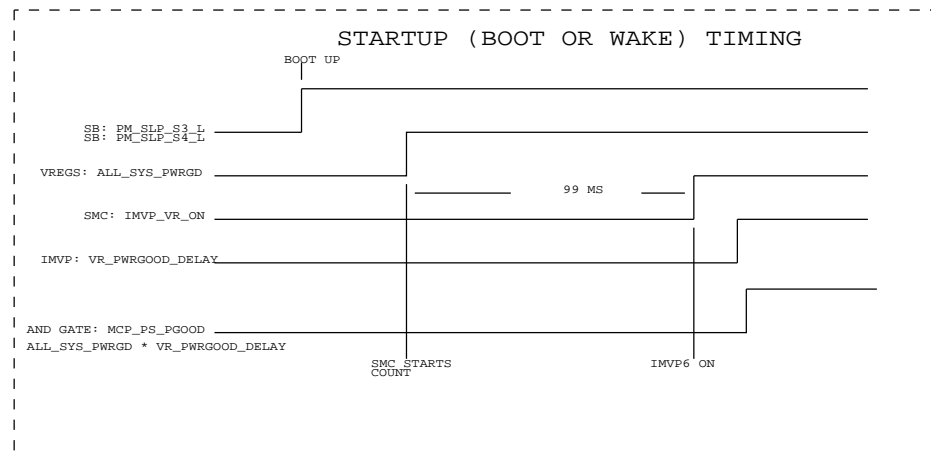 STARTUP (BOOT OR WAKE) TIMING
BOOT UP
SB: PM_SLP_S3_L
SB: PM_SLP_S4_L
VREGS: ALL_SYS_PWRGD
99 MS
SMC: IMVP_VR_ON
IMVP: VR_PWRGOOD_DELAY
AND GATE: MCP_PS_PGOOD
ALL_SYS_PWRGD * VR_PWRGOOD_DELAY
SMC STARTS
COUNT
IMVP6 ON